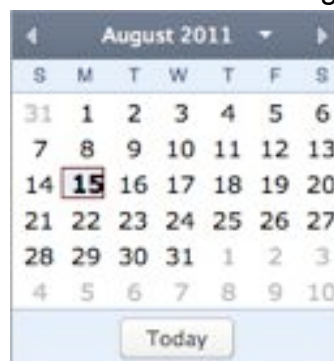 August 2011
S M T W T F S
31 1 2 3 4 5 6
7 8 9 10 11 12 13
14 15 16 17 18 19 20
21 22 23 24 25 26 27
28 29 30 31 1 2 3
4 5 6 7 8 9 10
Today